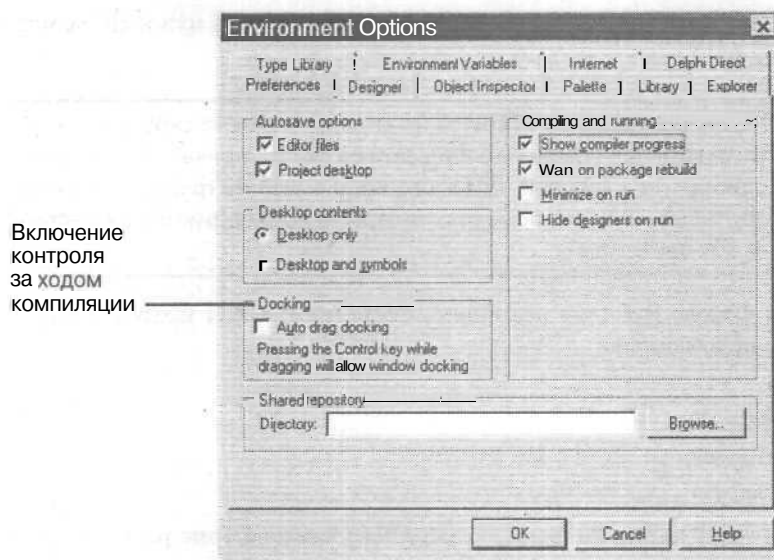 Environment Options
Type Library ! Environment Variables Internet Delphi Direct
Preferences Designer Object Inspector Palette Library Explorer
Autosave options
Editor files
Project desktop
Desktop contents
Desktop only
Desktop and symbols
Docking
Auto drag docking
Pressing the Control key while
dragging will allow window docking
Compiling and running
Show compiler progress
Wan on package rebuild
Minimize on run
Hide designers on run
Shared repository
Directory:
Browse...
OK Cancel Help
Включение
контроля
за ходом
компиляции